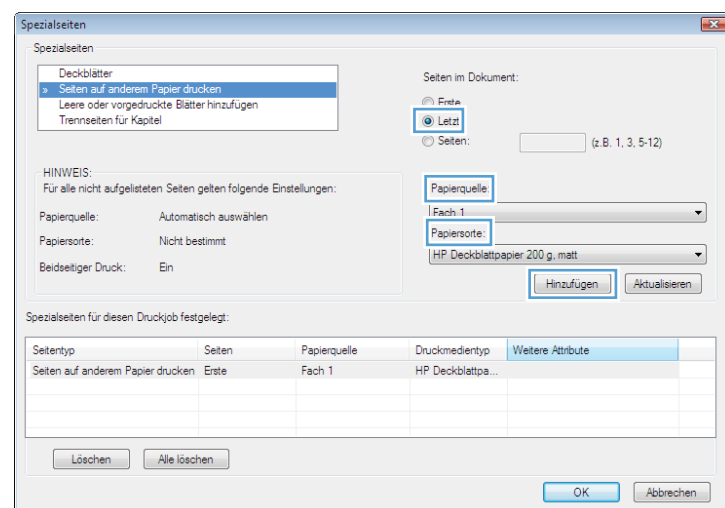 Spezialseiten
Spezialseiten
Deckblätter
» Seiten auf anderem Papier drucken
Leere oder vorgedruckte Blätter hinzufügen
Trennseiten für Kapitel
Seiten im Dokument:
Erste
Letzt
Seiten:
(z.B. 1, 3, 5-12)
HINWEIS:
Für alle nicht aufgelisteten Seiten gelten folgende Einstellungen:
Papierquelle: Automatisch auswählen
Papiersorte: Nicht bestimmt
Beidseitiger Druck: Ein
Papierquelle:
Fach 1
Papiersorte:
HP Deckblattpapier 200 g, matt
Hinzufügen Aktualisieren
Spezialseiten für diesen Druckjob festgelegt:
Seitentyp Seiten Papierquelle Druckmedientyp Weitere Attribute
Seiten auf anderem Papier drucken Erste Fach 1 HP Deckblattpa...
Löschen Alle löschen
OK Abbrechen